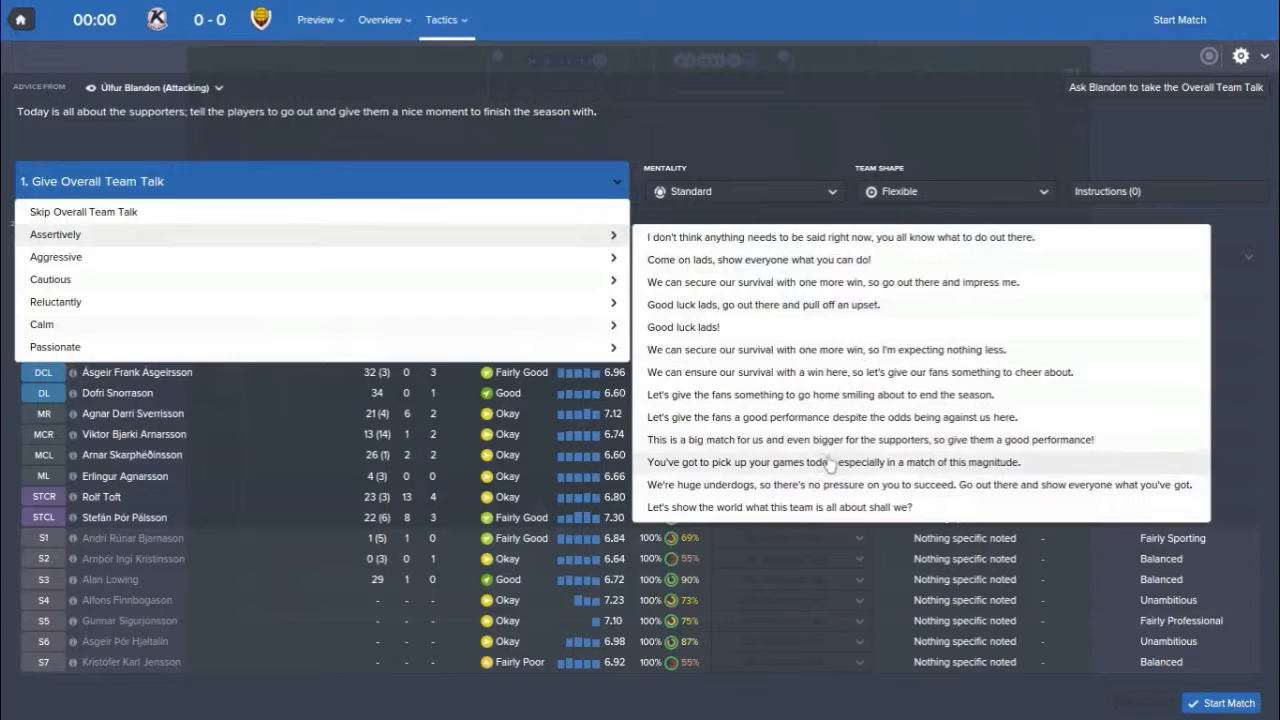 00:00 0 - 0 Preview Overview Tactics Start Match
ADVICE FROM Úlfur Blandon (Attacking) Ask Blandon to take the Overall Team Talk
Today is all about the supporters; tell the players to go out and give them a nice moment to finish the season with.
MENTALITY TEAM SHAPE
1. Give Overall Team Talk Standard Flexible Instructions (0)
Skip Overall Team Talk
Assertively
Aggressive
Cautious
Reluctantly
Calm
Passionate
I don't think anything needs to be said right now, you all know what to do out there.
Come on lads, show everyone what you can do!
We can secure our survival with one more win, so go out there and impress me.
Good luck lads, go out there and pull off an upset.
Good luck lads!
We can secure our survival with one more win, so I'm expecting nothing less.
We can ensure our survival with a win here, so let's give our fans something to cheer about.
Let's give the fans something to go home smiling about to end the season.
Let's give the fans a good performance despite the odds being against us here.
This is a big match for us and even bigger for the supporters, so give them a good performance!
You've got to pick up your games today, especially in a match of this magnitude.
We're huge underdogs, so there's no pressure on you to succeed. Go out there and show everyone what you've got.
Let's show the world what this team is all about shall we?
DCL Ásgeir Frank Ásgeirsson 32 (3) 0 3 Fairly Good 6.96
DL Dofri Snorrason 34 0 1 Good 6.60
MR Agnar Darri Sverrisson 21 (4) 6 2 Okay 7.12
MCR Viktor Bjarki Arnarsson 13 (14) 1 2 Okay 6.74
MCL Arnar Skarphéðinsson 26 (1) 2 2 Okay 6.60
ML Erlingur Agnarsson 4 (3) 0 0 Okay 6.66
STCR Rolf Toft 23 (3) 13 4 Okay 6.80
STCL Stefán Þór Pálsson 22 (6) 8 3 Fairly Good 7.30
S1 Andri Rúnar Bjarnason 1 (5) 1 0 Fairly Good 6.84 100% 69% Nothing specific noted - Fairly Sporting
S2 Arnþór Ingi Kristinsson 0 (3) 0 1 Okay 6.64 100% 55% Nothing specific noted - Balanced
S3 Alan Lowing 29 1 0 Good 6.72 100% 90% Nothing specific noted - Balanced
S4 Alfons Finnbogason - - - Okay 7.23 100% 73% Nothing specific noted - Unambitious
S5 Gunnar Sigurjónsson - - - Okay 7.10 100% 75% Nothing specific noted - Fairly Professional
S6 Ásgeir Þór Hjaltalín - - - Okay 6.98 100% 87% Nothing specific noted - Unambitious
S7 Kristófer Karl Jensson - - - Fairly Poor 6.92 100% 55% Nothing specific noted - Balanced
Start Match